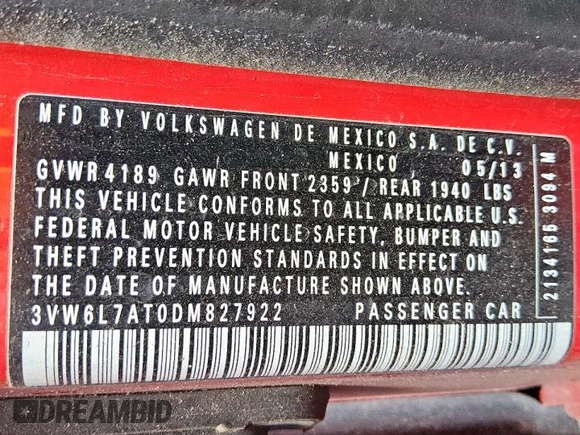 MFD BY VOLKSWAGEN DE MEXICO S.A. DE C.V.
MEXICO 05/13
GVWR 4189 GAWR FRONT 2359 / REAR 1940 LBS
THIS VEHICLE CONFORMS TO ALL APPLICABLE U.S.
FEDERAL MOTOR VEHICLE SAFETY, BUMPER AND
THEFT PREVENTION STANDARDS IN EFFECT ON
THE DATE OF MANUFACTURE SHOWN ABOVE.
3VW6L7AT0DM827922 PASSENGER CAR
2134165 3094 M
DREAMBID